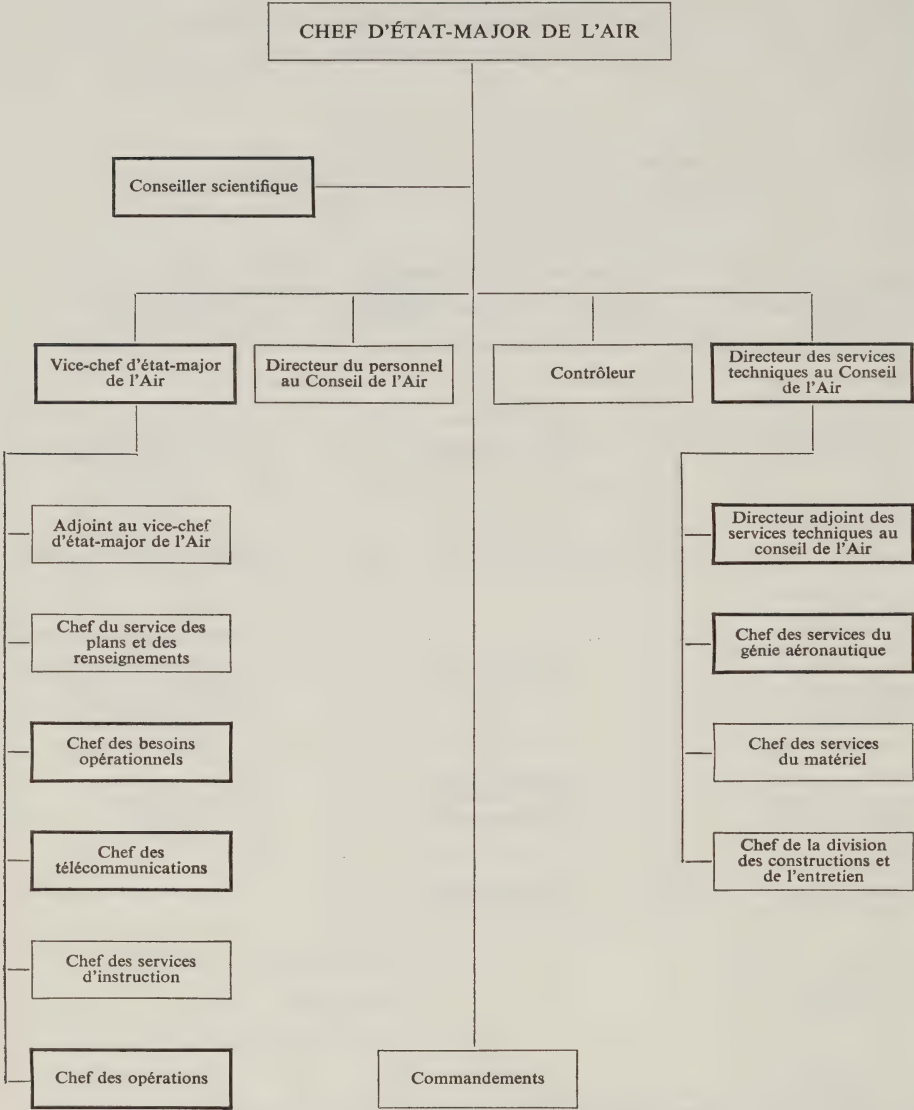 CHEF D'ÉTAT-MAJOR DE L'AIR
Conseiller scientifique
Vice-chef d'état-major
de l'Air
Directeur du personnel
au Conseil de l'Air
Contrôleur
Directeur des services
techniques au Conseil
de l'Air
Adjoint au vice-chef
d'état-major de l'Air
Chef du service des
plans et des
renseignements
Chef des besoins
opérationnels
Chef des
télécommunications
Chef des services
d'instruction
Chef des opérations
Directeur adjoint des
services techniques au
conseil de l'Air
Chef des services du
génie aéronautique
Chef des services
du matériel
Chef de la division
des constructions et
de l'entretien
Commandements